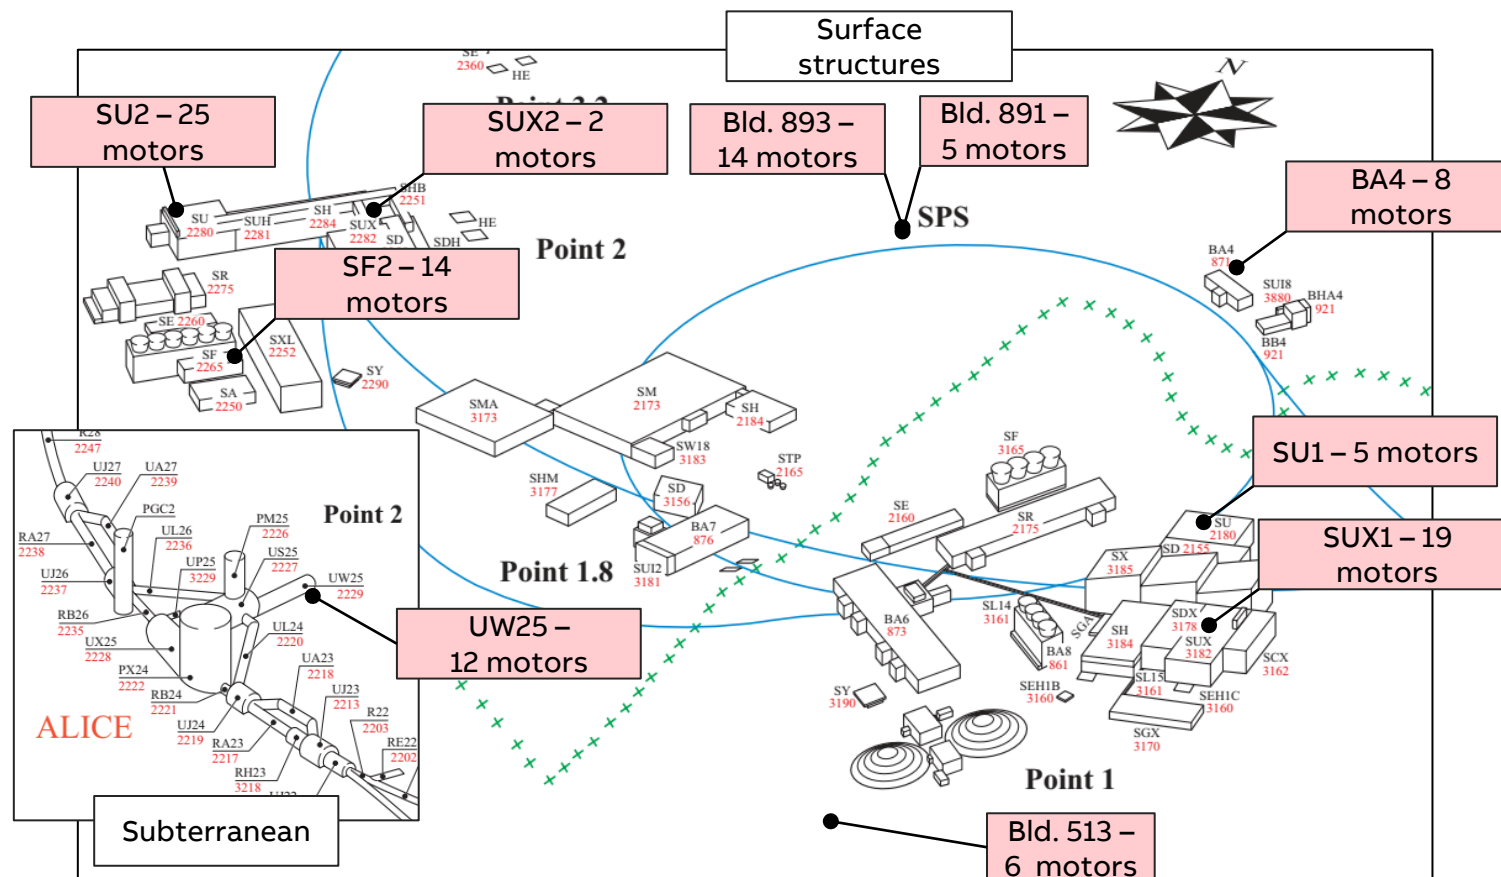 Surface
structures
SE
2360
HE
N
SU2 – 25
motors
SUX2 – 2
motors
Bld. 893 –
14 motors
Bld. 891 –
5 motors
BA4 – 8
motors
SHB
2251
SU
2280
SUH
2281
SH
2284
SUX
2282
SD
SDH
HE
Point 2
SPS
SF2 – 14
motors
SR
2275
SE 2260
SF
2265
SA
2250
SXL
2252
SY
2290
BA4
871
SUI8
3880
BHA4
921
BB4
921
SMA
3173
SM
2173
SH
2184
SW18
3183
STP
2165
SHM
3177
SD
3156
BA7
876
SUI2
3181
Point 1.8
SF
3165
SE
2160
SR
2175
SU1 – 5 motors
SU
2180
SD 2155
SX
3185
SUX1 – 19
motors
BA6
873
SL14
3161
BA8
861
SGA
SH
3184
SDX
3178
SUX
3182
SCX
3162
SL15
3161
SEH1B
3160
SEH1C
3160
SGX
3170
SY
3190
Point 1
Bld. 513 –
6 motors
R28
2247
UJ27
2240
UA27
2239
PGC2
Point 2
RA27
2238
UL26
2236
PM25
2226
UP25
3229
US25
2227
UJ26
2237
UW25
2229
RB26
2235
UX25
2228
UL24
2220
PX24
2222
UA23
2218
RB24
2221
UJ23
2213
UJ24
2219
R22
2203
RA23
2217
RE22
2202
RH23
3218
ALICE
UW25 –
12 motors
Subterranean